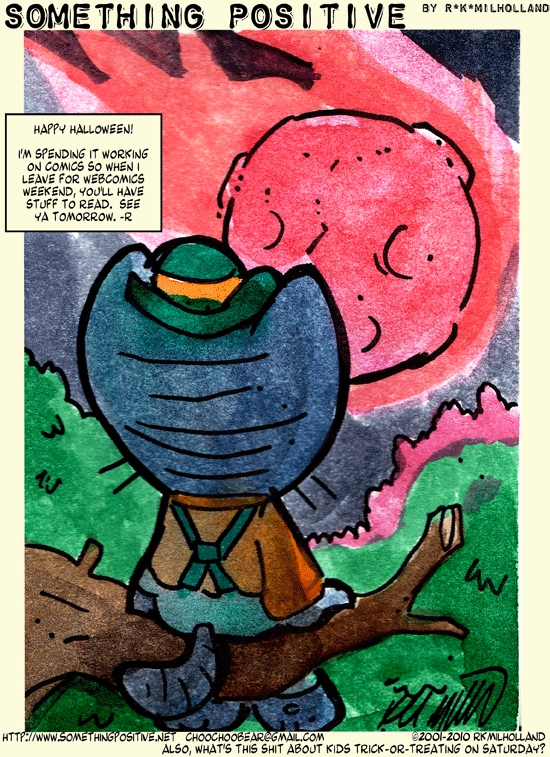 SOMETHING POSITIVE BY R*K*MILHOLLAND
HAPPY HALLOWEEN!
I'M SPENDING IT WORKING
ON COMICS SO WHEN I
LEAVE FOR WEBCOMICS
WEEKEND, YOU'LL HAVE
STUFF TO READ. SEE
YA TOMORROW. -R
HTTP://WWW.SOMETHINGPOSITIVE.NET CHOOCHOOBEAR@GMAIL.COM ©2001-2010 RKMILHOLLAND
ALSO, WHAT'S THIS SHIT ABOUT KIDS TRICK-OR-TREATING ON SATURDAY?